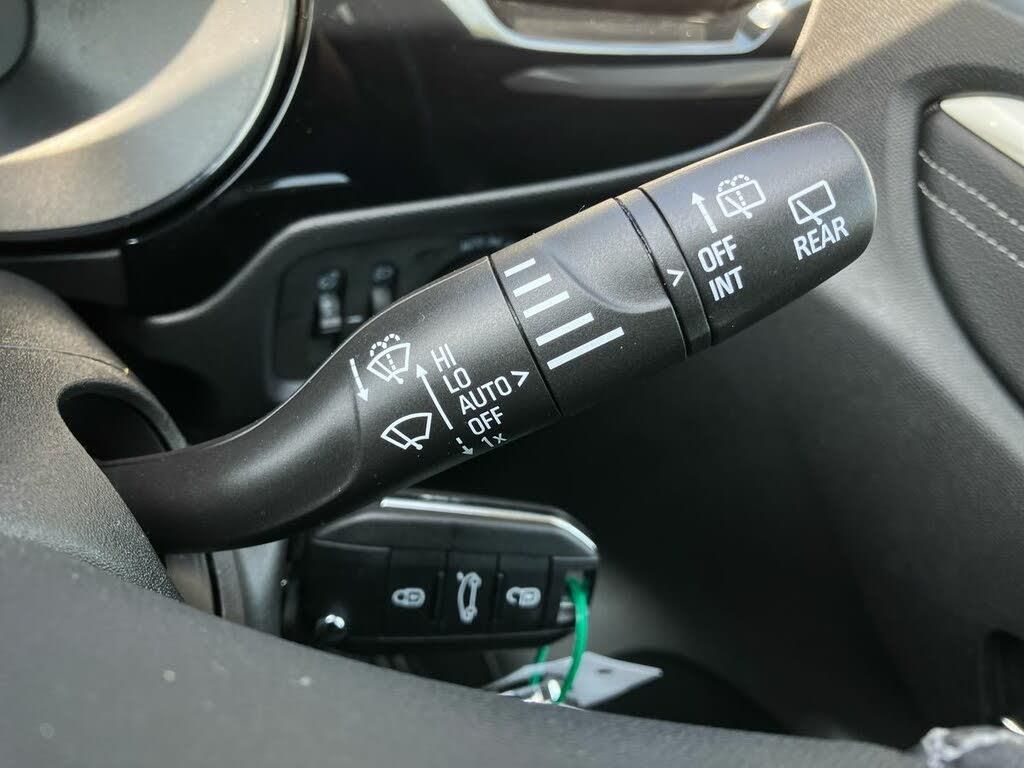 HI
LO
AUTO >
OFF
1x
>
OFF
INT
REAR